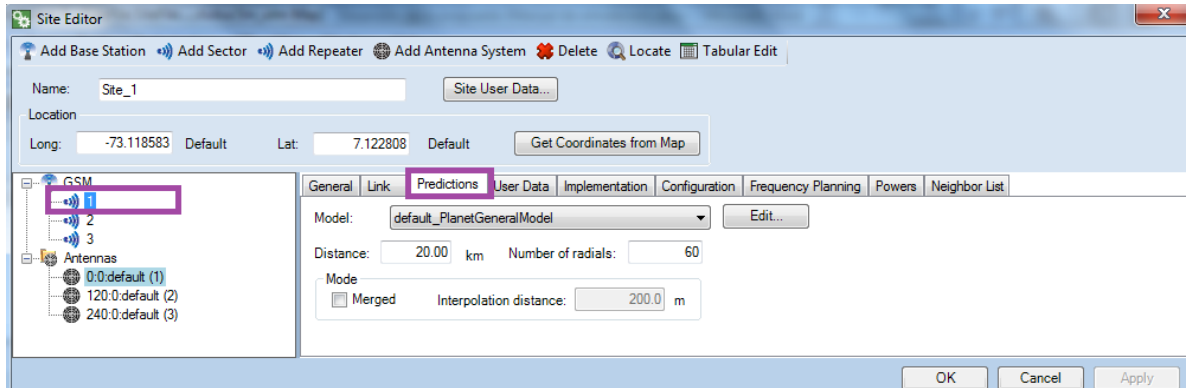 Site Editor
Add Base Station Add Sector Add Repeater Add Antenna System Delete Locate Tabular Edit
Name: Site_1 Site User Data...
Location
Long: -73.118583 Default Lat: 7.122808 Default Get Coordinates from Map
GSM
1
2
3
Antennas
0:0:default (1)
120:0:default (2)
240:0:default (3)
General Link Predictions User Data Implementation Configuration Frequency Planning Powers Neighbor List
Model: default_PlanetGeneralModel Edit...
Distance: 20.00 km Number of radials: 60
Mode
Merged Interpolation distance: 200.0 m
OK Cancel Apply